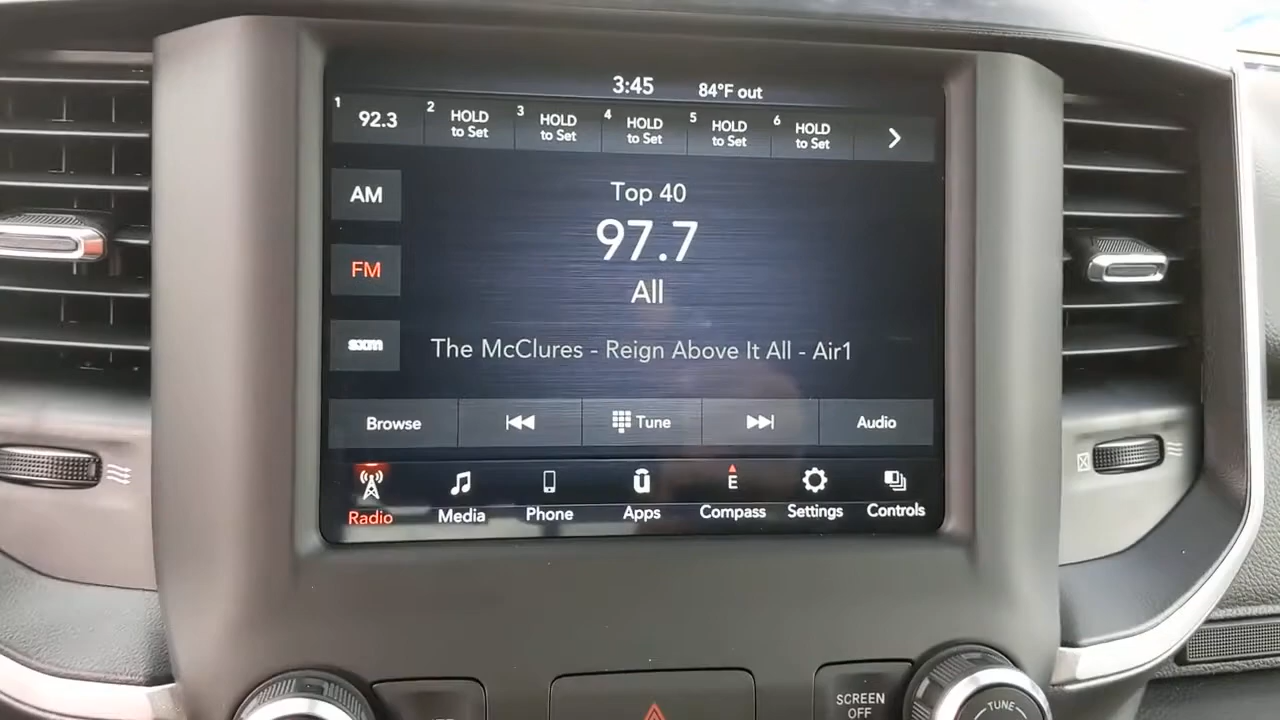 3:45 84°F out
1 92.3
2 HOLD
to Set
3 HOLD
to Set
4 HOLD
to Set
5 HOLD
to Set
6 HOLD
to Set
AM
Top 40
97.7
FM
All
sxm
The McClures - Reign Above It All - Air1
Browse Tune Audio
E
Radio Media Phone Apps Compass Settings Controls
SCREEN
OFF
TUNE